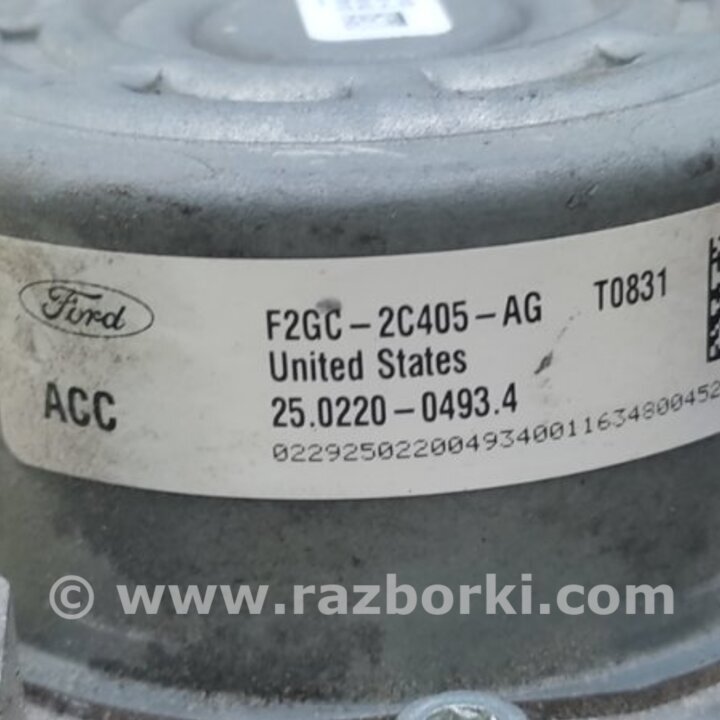 Ford
F2GC-2C405-AG T0831
United States
ACC
25.0220-0493.4
0229250220049340011634800452
© www.razborki.com